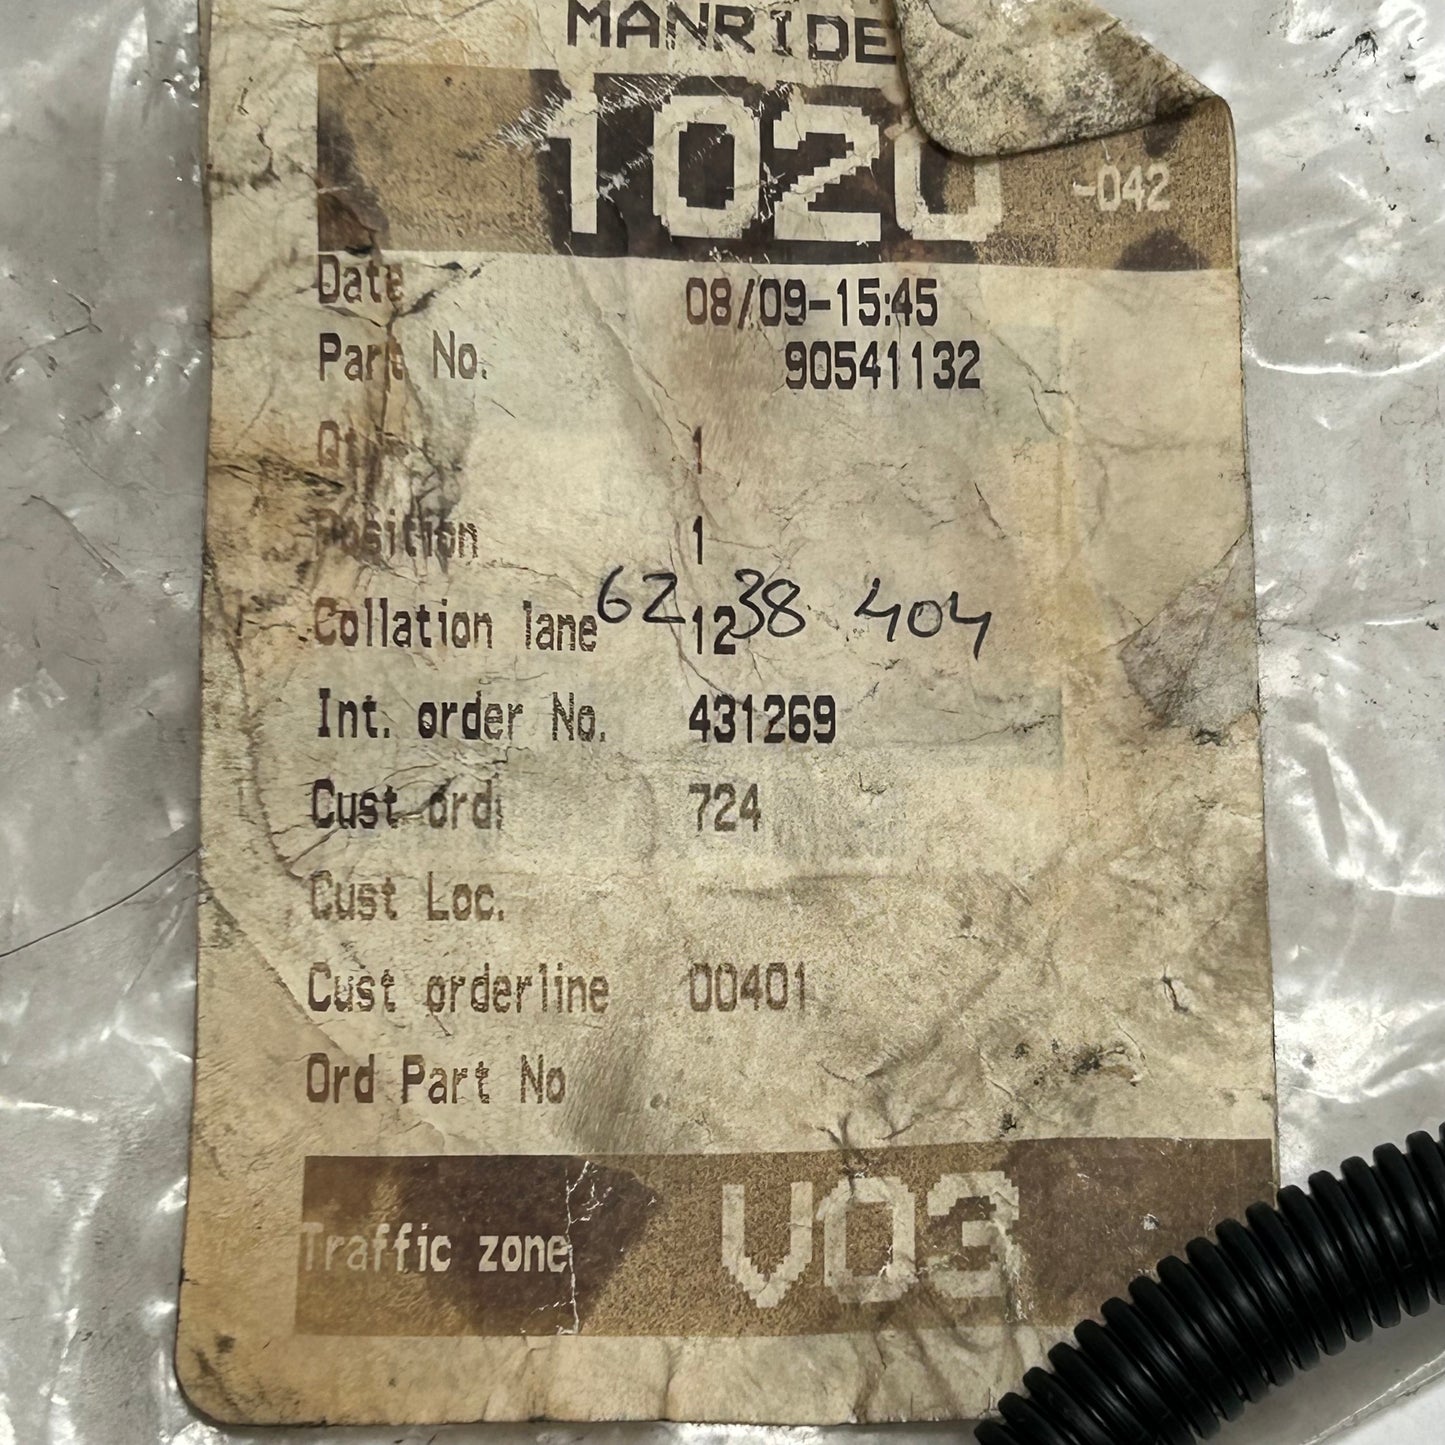 MANRIDE
1020 -042
Date 08/09-15:45
Part No. 90541132
1
Position 1
62 38 404
Collation lane 12
Int. order No. 431269
Cust ord. 724
Cust Loc.
Cust orderline 00401
Ord Part No
Traffic zone V03